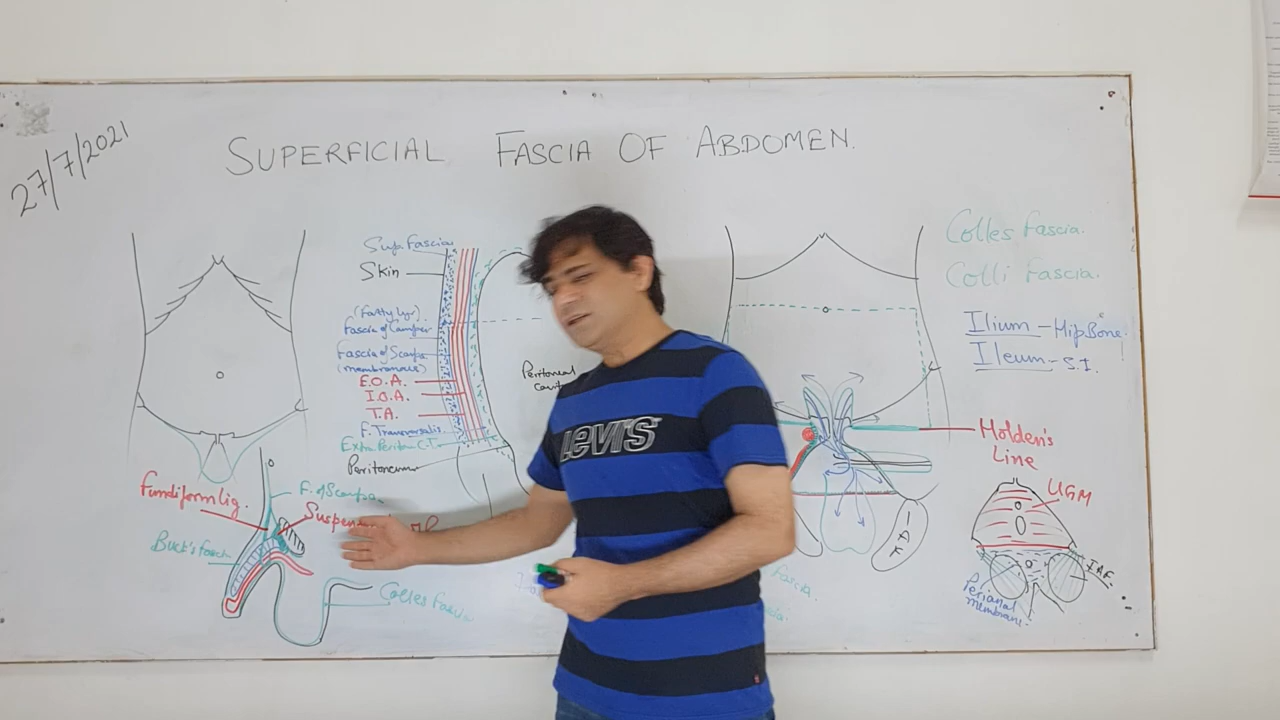 27/7/2021
SUPERFICIAL FASCIA OF ABDOMEN.
Sup. Fascia
Skin
(Fatty lyr).
Fascia of Camper
Fascia of Scarpa
(membranous)
E.O.A.
I.O.A.
T.A.
F. Transversalis.
Extra Periton C.T.
Peritoneum
Peritoneal
Fundiform Lig.
F. of Scarpa
Buck's
Colles Fascia
LEVI'S
Colles Fascia.
Colli Fascia.
Ilium - Hip Bone.
Ileum - S.I.
Holden's
Line
UGM
I A F
Fascia.
I.A.F.
Perianal
membrane.